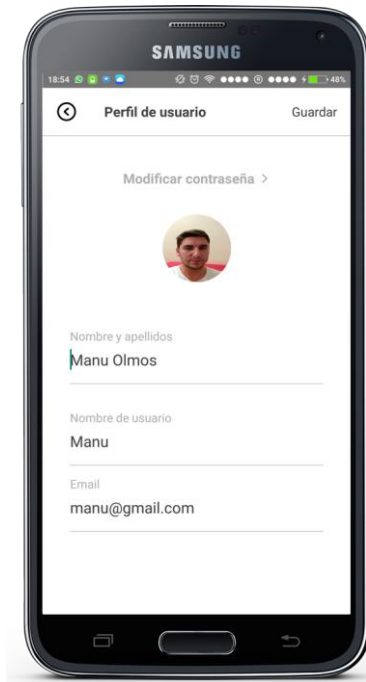 SAMSUNG
18:54 48%
Perfil de usuario Guardar
Modificar contraseña >
Nombre y apellidos
Manu Olmos
Nombre de usuario
Manu
Email
manu@gmail.com